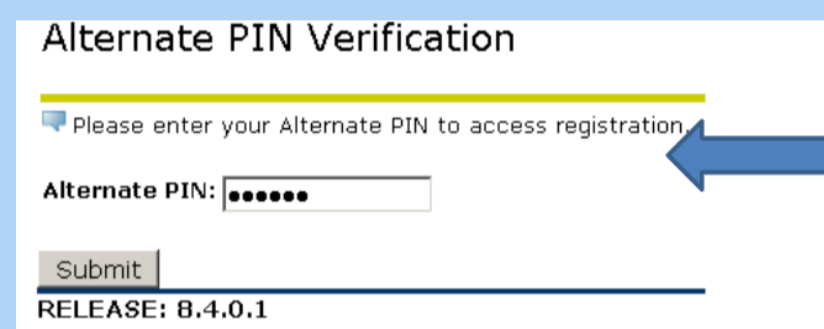 Alternate PIN Verification
Please enter your Alternate PIN to access registration.
Alternate PIN: ●●●●●●
Submit
RELEASE: 8.4.0.1